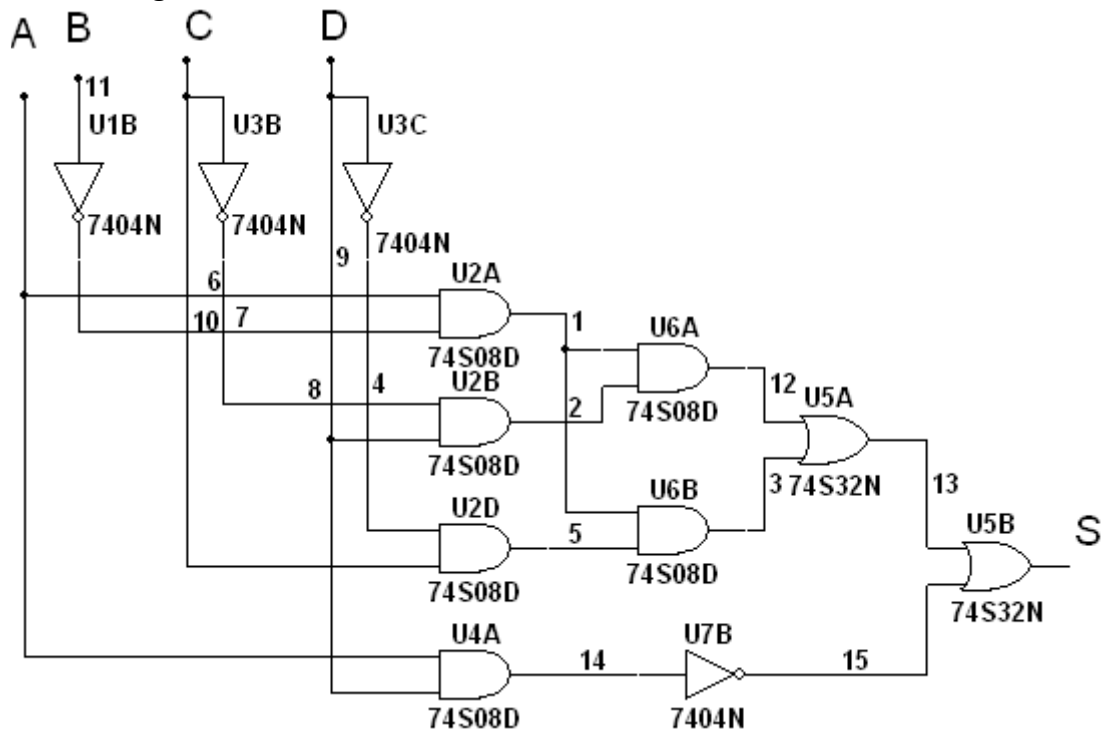 A B C D
11
U1B U3B U3C
7404N 7404N 7404N
9
6 U2A
10 7 1 U6A
74S08D
8 4 U2B 2 12 U5A
74S08D
74S08D
3 74S32N 13
U6B
U2D 5 U5B S
74S08D
74S08D
74S32N
U4A 14 U7B 15
74S08D 7404N